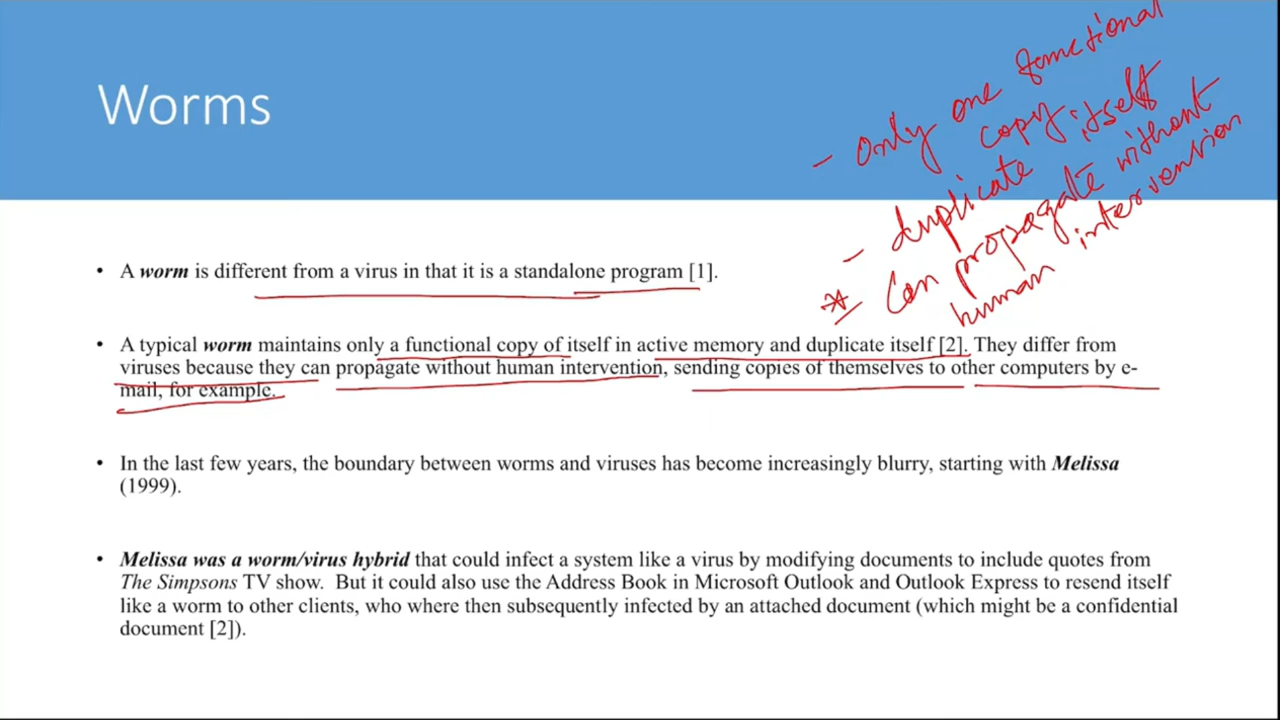 Worms
- Only one functional
copy itself
- duplicate itself
* Can propagate without
human intervention
• A worm is different from a virus in that it is a standalone program [1].
• A typical worm maintains only a functional copy of itself in active memory and duplicate itself [2]. They differ from
viruses because they can propagate without human intervention, sending copies of themselves to other computers by e-
mail, for example.
• In the last few years, the boundary between worms and viruses has become increasingly blurry, starting with Melissa
(1999).
• Melissa was a worm/virus hybrid that could infect a system like a virus by modifying documents to include quotes from
The Simpsons TV show.  But it could also use the Address Book in Microsoft Outlook and Outlook Express to resend itself
like a worm to other clients, who where then subsequently infected by an attached document (which might be a confidential
document [2]).